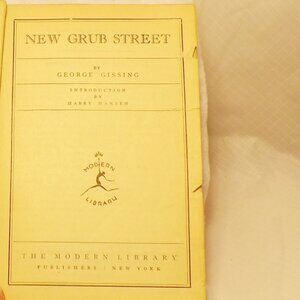 NEW GRUB STREET
BY
GEORGE GISSING
INTRODUCTION
BY
HARRY HANSEN
MODERN
LIBRARY
THE MODERN LIBRARY
PUBLISHERS : NEW YORK